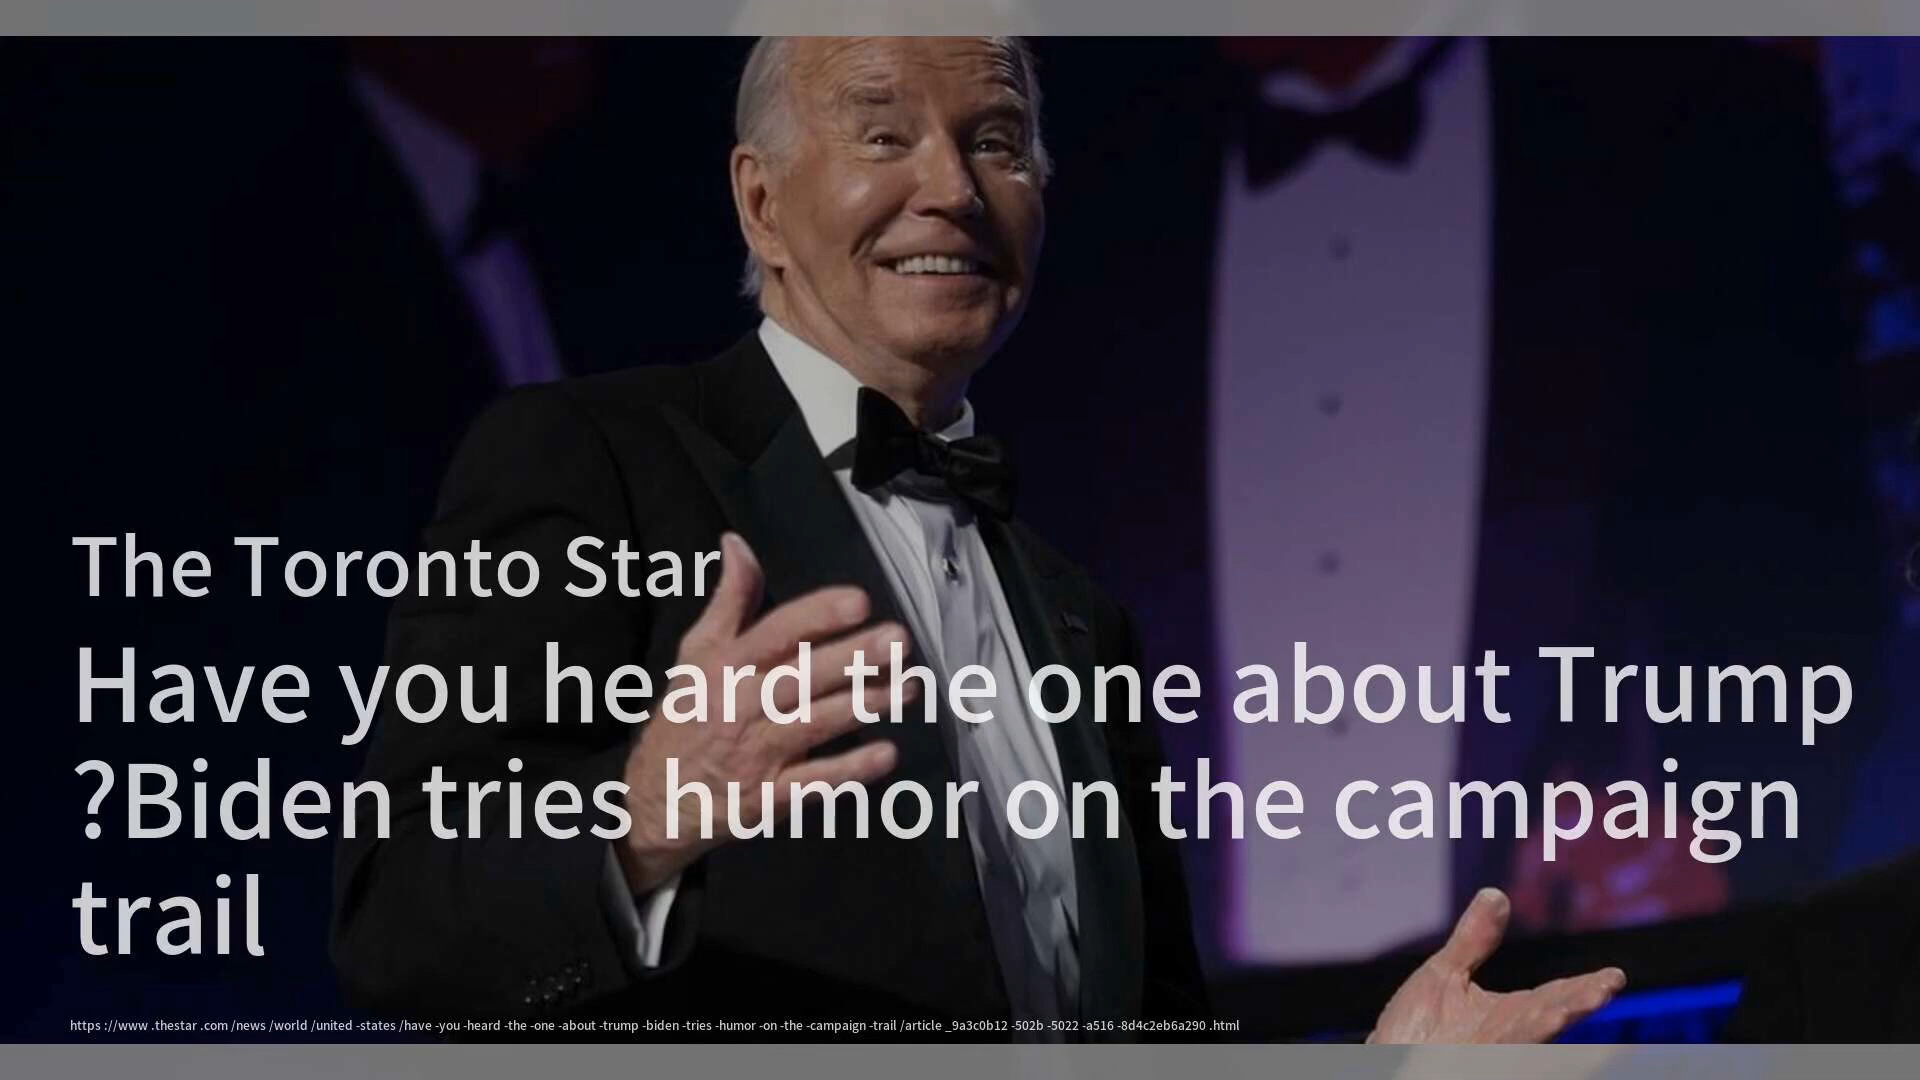 The Toronto Star
Have you heard the one about Trump
?Biden tries humor on the campaign
trail
https ://www .thestar .com /news /world /united -states /have -you -heard -the -one -about -trump -biden -tries -humor -on -the -campaign -trail /article _9a3c0b12 -502b -5022 -a516 -8d4c2eb6a290 .html